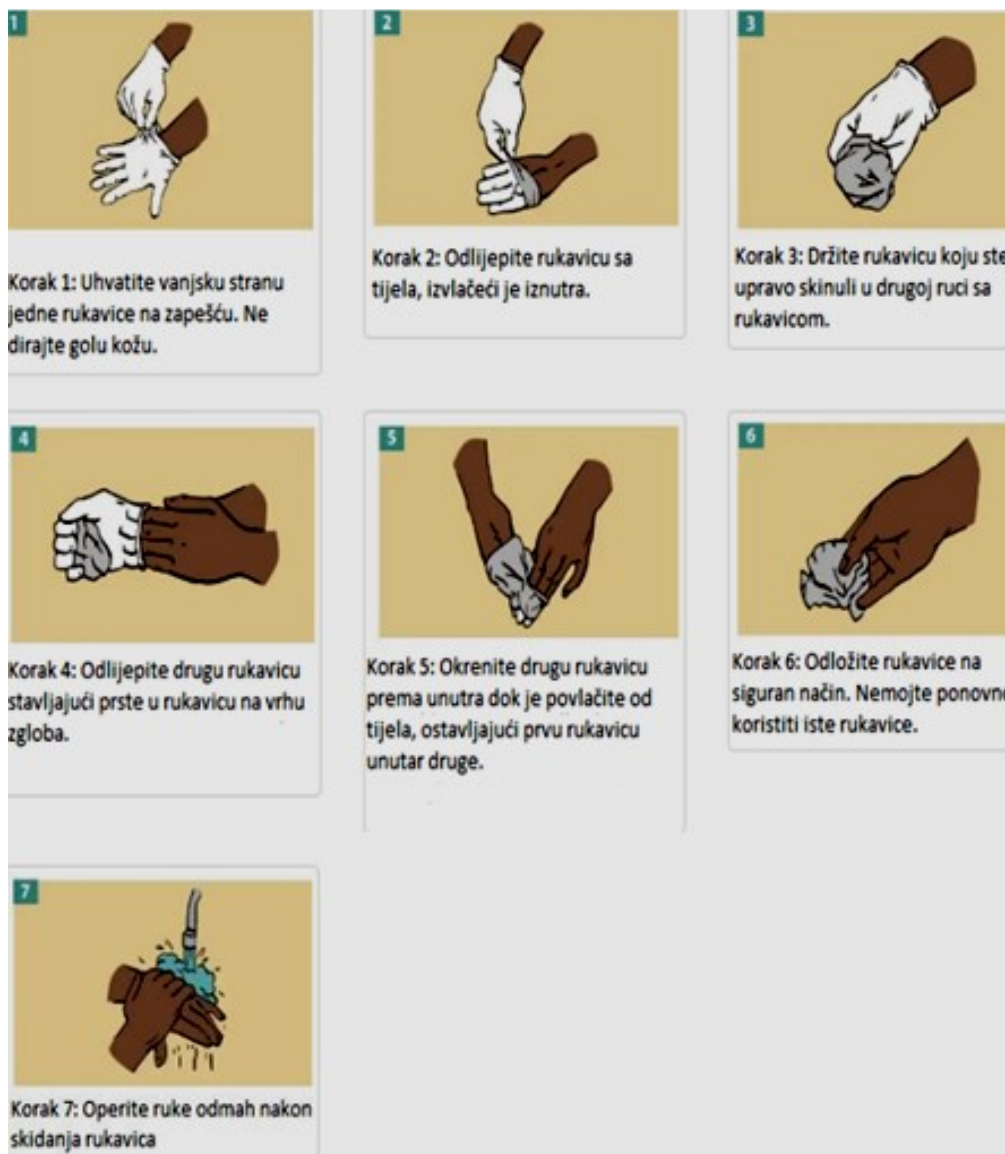 1
Korak 1: Uhvatite vanjsku stranu
jedne rukavice na zapešću. Ne
dirajte golu kožu.
2
Korak 2: Odlijepite rukavicu sa
tijela, izvlačeći je iznutra.
3
Korak 3: Držite rukavicu koju ste
upravo skinuli u drugoj ruci sa
rukavicom.
4
Korak 4: Odlijepite drugu rukavicu
stavljajući prste u rukavicu na vrhu
zgloba.
5
Korak 5: Okrenite drugu rukavicu
prema unutra dok je povlačite od
tijela, ostavljajući prvu rukavicu
unutar druge.
6
Korak 6: Odložite rukavice na
siguran način. Nemojte ponovno
koristiti iste rukavice.
7
Korak 7: Operite ruke odmah nakon
skidanja rukavica